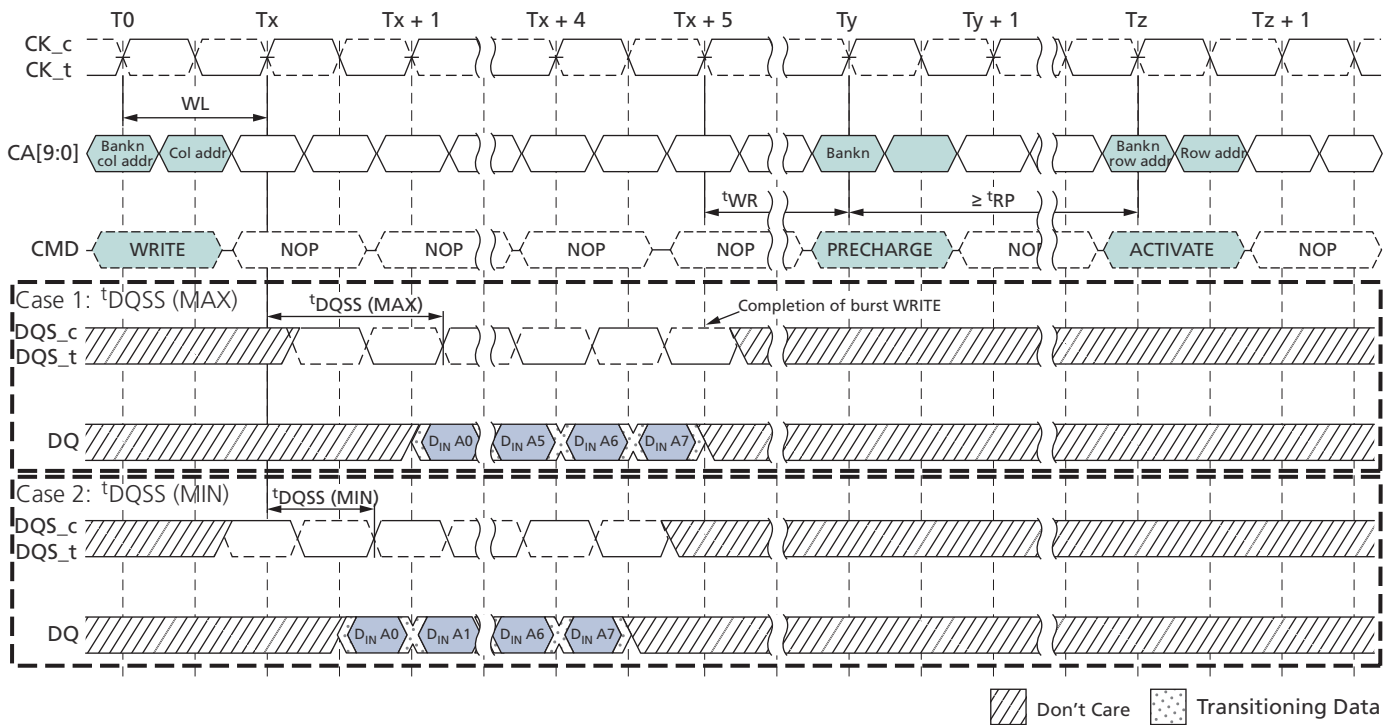 T0 Tx Tx + 1 Tx + 4 Tx + 5 Ty Ty + 1 Tz Tz + 1
CK_c
CK_t
WL
CA[9:0] Bankn col addr Col addr Bankn Bankn row addr Row addr
tWR ≥ tRP
CMD WRITE NOP NOP NOP NOP PRECHARGE NOP ACTIVATE NOP
Case 1: tDQSS (MAX)
tDQSS (MAX)
Completion of burst WRITE
DQS_c
DQS_t
DQ DIN A0 DIN A5 DIN A6 DIN A7
Case 2: tDQSS (MIN)
tDQSS (MIN)
DQS_c
DQS_t
DQ DIN A0 DIN A1 DIN A6 DIN A7
Don't Care Transitioning Data